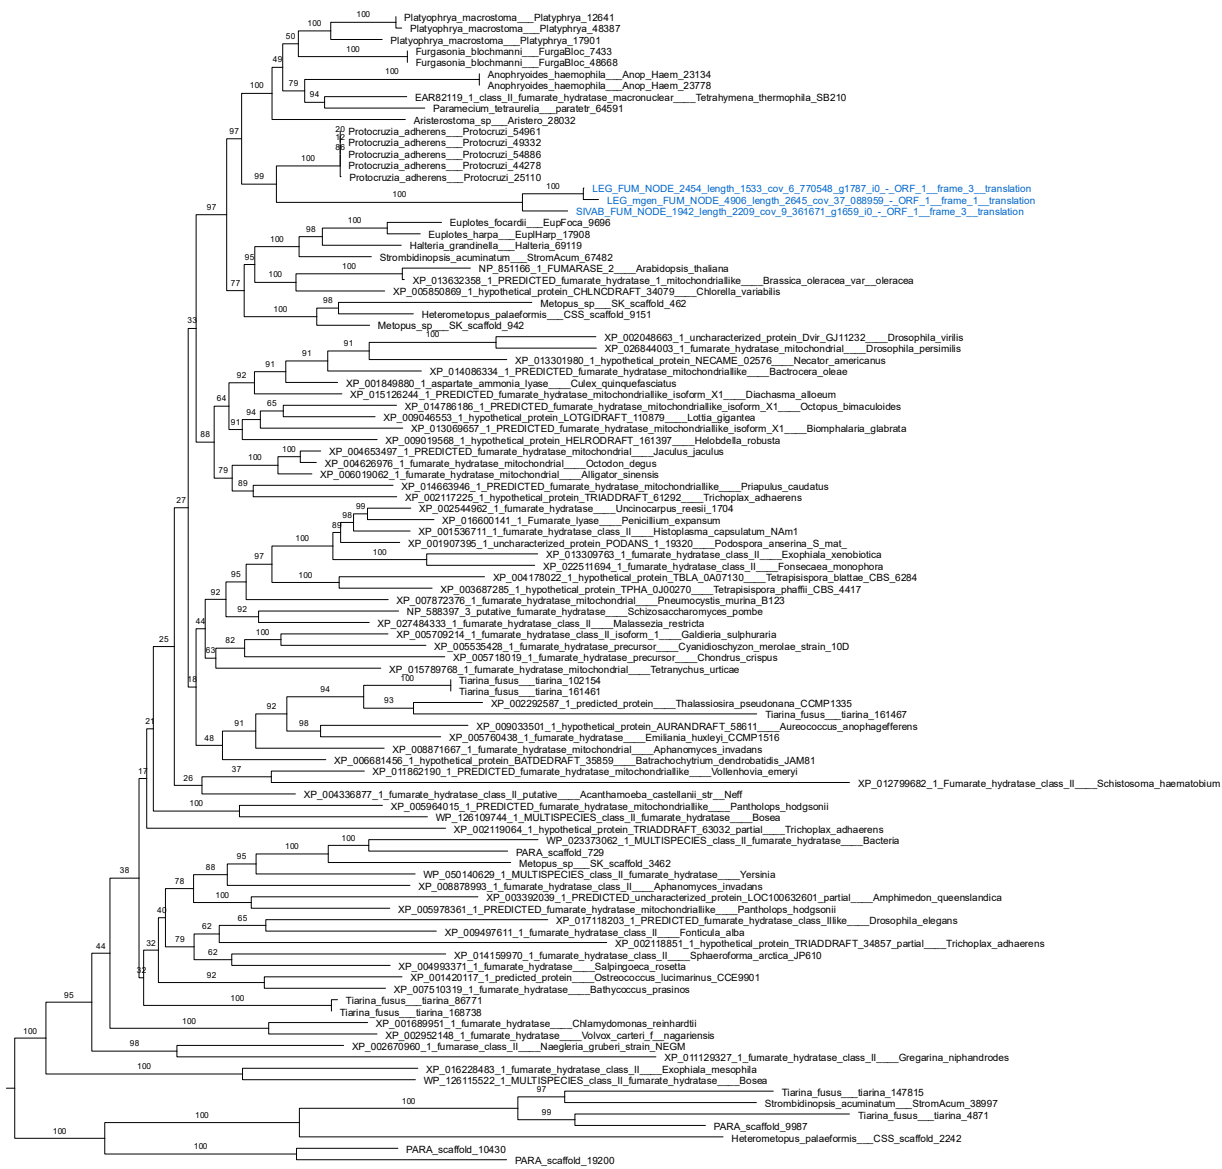 100
Platyophrya_macrostoma___Platyphrya_12641
Platyophrya_macrostoma___Platyphrya_48387
50
Platyophrya_macrostoma___Platyphrya_17901
100
Furgasonia_blochmanni___FurgaBloc_7433
Furgasonia_blochmanni___FurgaBloc_48668
49
100
Anophryoides_haemophila___Anop_Haem_23134
Anophryoides_haemophila___Anop_Haem_23778
100
79
94
EAR82119_1_class_II_fumarate_hydratase_macronuclear____Tetrahymena_thermophila_SB210
Paramecium_tetraurelia___paratetr_64591
Aristerostoma_sp___Aristero_28032
97
20
Protocruzia_adherens___Protocruzi_54961
12
Protocruzia_adherens___Protocruzi_49332
86
Protocruzia_adherens___Protocruzi_54886
100
Protocruzia_adherens___Protocruzi_44278
Protocruzia_adherens___Protocruzi_25110
99
100
LEG_FUM_NODE_2454_length_1533_cov_6_770548_g1787_i0_-_ORF_1__frame_3__translation
100
LEG_mgen_FUM_NODE_4906_length_2645_cov_37_088959_-_ORF_1__frame_1__translation
SIVAB_FUM_NODE_1942_length_2209_cov_9_361671_g1659_i0_-_ORF_1__frame_3__translation
97
100
Euplotes_focardii___EupFoca_9696
98
Euplotes_harpa___EuplHarp_17908
Halteria_grandinella___Halteria_69119
95
Strombidinopsis_acuminatum___StromAcum_67482
100
NP_851166_1_FUMARASE_2____Arabidopsis_thaliana
77
XP_013632358_1_PREDICTED_fumarate_hydratase_1_mitochondriallike____Brassica_oleracea_var__oleracea
XP_005850869_1_hypothetical_protein_CHLNCDRAFT_34079____Chlorella_variabilis
98
Metopus_sp___SK_scaffold_462
100
Heterometopus_palaeformis___CSS_scaffold_9151
Metopus_sp___SK_scaffold_942
33
100
XP_002048663_1_uncharacterized_protein_Dvir_GJ11232____Drosophila_virilis
91
XP_026844003_1_fumarate_hydratase_mitochondrial____Drosophila_persimilis
91
XP_013301980_1_hypothetical_protein_NECAME_02576____Necator_americanus
91
XP_014086334_1_PREDICTED_fumarate_hydratase_mitochondriallike____Bactrocera_oleae
92
XP_001849880_1_aspartate_ammonia_lyase____Culex_quinquefasciatus
XP_015126244_1_PREDICTED_fumarate_hydratase_mitochondriallike_isoform_X1____Diachasma_alloeum
64
65
XP_014786186_1_PREDICTED_fumarate_hydratase_mitochondriallike_isoform_X1____Octopus_bimaculoides
94
XP_009046553_1_hypothetical_protein_LOTGIDRAFT_110879____Lottia_gigantea
91
XP_013069657_1_PREDICTED_fumarate_hydratase_mitochondriallike_isoform_X1____Biomphalaria_glabrata
88
XP_009019568_1_hypothetical_protein_HELRODRAFT_161397____Helobdella_robusta
100
XP_004653497_1_PREDICTED_fumarate_hydratase_mitochondrial____Jaculus_jaculus
100
XP_004626976_1_fumarate_hydratase_mitochondrial____Octodon_degus
79
XP_006019062_1_fumarate_hydratase_mitochondrial____Alligator_sinensis
89
XP_014663946_1_PREDICTED_fumarate_hydratase_mitochondriallike____Priapulus_caudatus
XP_002117225_1_hypothetical_protein_TRIADDRAFT_61292____Trichoplax_adhaerens
27
99
XP_002544962_1_fumarate_hydratase____Uncinocarpus_reesii_1704
98
XP_016600141_1_Fumarate_lyase____Penicillium_expansum
89
XP_001536711_1_fumarate_hydratase_class_II____Histoplasma_capsulatum_NAm1
100
XP_001907395_1_uncharacterized_protein_PODANS_1_19320____Podospora_anserina_S_mat_
100
XP_013309763_1_fumarate_hydratase_class_II____Exophiala_xenobiotica
97
XP_022511694_1_fumarate_hydratase_class_II____Fonsecaea_monophora
100
XP_004178022_1_hypothetical_protein_TBLA_0A07130____Tetrapisispora_blattae_CBS_6284
95
XP_003687285_1_hypothetical_protein_TPHA_0J00270____Tetrapisispora_phaffii_CBS_4417
92
XP_007872376_1_fumarate_hydratase_mitochondrial____Pneumocystis_murina_B123
92
NP_588397_3_putative_fumarate_hydratase____Schizosaccharomyces_pombe
XP_027484333_1_fumarate_hydratase_class_II____Malassezia_restricta
44
100
XP_005709214_1_fumarate_hydratase_class_II_isoform_1____Galdieria_sulphuraria
82
XP_005535428_1_fumarate_hydratase_precursor____Cyanidioschyzon_merolae_strain_10D
63
XP_005718019_1_fumarate_hydratase_precursor____Chondrus_crispus
25
XP_015789768_1_fumarate_hydratase_mitochondrial____Tetranychus_urticae
18
100
Tiarina_fusus___tiarina_102154
94
Tiarina_fusus___tiarina_161461
93
XP_002292587_1_predicted_protein____Thalassiosira_pseudonana_CCMP1335
92
Tiarina_fusus___tiarina_161467
91
98
XP_009033501_1_hypothetical_protein_AURANDRAFT_58611____Aureococcus_anophagefferens
XP_005760438_1_fumarate_hydratase____Emiliania_huxleyi_CCMP1516
21
48
XP_008871667_1_fumarate_hydratase_mitochondrial____Aphanomyces_invadans
XP_006681456_1_hypothetical_protein_BATDEDRAFT_35859____Batrachochytrium_dendrobatidis_JAM81
37
XP_011862190_1_PREDICTED_fumarate_hydratase_mitochondriallike____Vollenhovia_emeryi
17
26
XP_012799682_1_Fumarate_hydratase_class_II____Schistosoma_haematobium
XP_004336877_1_fumarate_hydratase_class_II_putative____Acanthamoeba_castellanii_str__Neff
100
XP_005964015_1_PREDICTED_fumarate_hydratase_mitochondriallike____Pantholops_hodgsonii
WP_126109744_1_MULTISPECIES_class_II_fumarate_hydratase____Bosea
XP_002119064_1_hypothetical_protein_TRIADDRAFT_63032_partial____Trichoplax_adhaerens
100
WP_023373062_1_MULTISPECIES_class_II_fumarate_hydratase____Bacteria
100
PARA_scaffold_729
95
Metopus_sp___SK_scaffold_3462
38
88
WP_050140629_1_MULTISPECIES_class_II_fumarate_hydratase____Yersinia
78
XP_008878993_1_fumarate_hydratase_class_II____Aphanomyces_invadans
100
XP_003392039_1_PREDICTED_uncharacterized_protein_LOC100632601_partial____Amphimedon_queenslandica
40
XP_005978361_1_PREDICTED_fumarate_hydratase_mitochondriallike____Pantholops_hodgsonii
65
XP_017118203_1_PREDICTED_fumarate_hydratase_class_IIlike____Drosophila_elegans
62
XP_009497611_1_fumarate_hydratase_class_II____Fonticula_alba
79
XP_002118851_1_hypothetical_protein_TRIADDRAFT_34857_partial____Trichoplax_adhaerens
32
62
XP_014159970_1_fumarate_hydratase_class_II____Sphaeroforma_arctica_JP610
44
XP_004993371_1_fumarate_hydratase____Salpingoeca_rosetta
32
92
XP_001420117_1_predicted_protein____Ostreococcus_lucimarinus_CCE9901
XP_007510319_1_fumarate_hydratase____Bathycoccus_prasinos
95
100
Tiarina_fusus___tiarina_86771
Tiarina_fusus___tiarina_168738
100
XP_001689951_1_fumarate_hydratase____Chlamydomonas_reinhardtii
XP_002952148_1_fumarate_hydratase____Volvox_carteri_f__nagariensis
100
98
XP_002670960_1_fumarase_class_II____Naegleria_gruberi_strain_NEGM
XP_011129327_1_fumarate_hydratase_class_II____Gregarina_niphandrodes
100
XP_016228483_1_fumarate_hydratase_class_II____Exophiala_mesophila
WP_126115522_1_MULTISPECIES_class_II_fumarate_hydratase____Bosea
97
Tiarina_fusus___tiarina_147815
100
Strombidinopsis_acuminatum___StromAcum_38997
99
Tiarina_fusus___tiarina_4871
100
PARA_scaffold_9987
100
Heterometopus_palaeformis___CSS_scaffold_2242
100
PARA_scaffold_10430
PARA_scaffold_19200